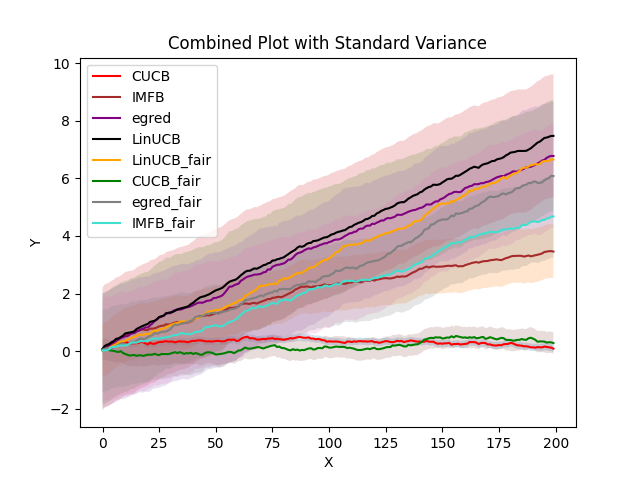 Combined Plot with Standard Variance
10
8
6
4
2
0
−2
Y
CUCB
IMFB
egred
LinUCB
LinUCB_fair
CUCB_fair
egred_fair
IMFB_fair
0 25 50 75 100 125 150 175 200
X